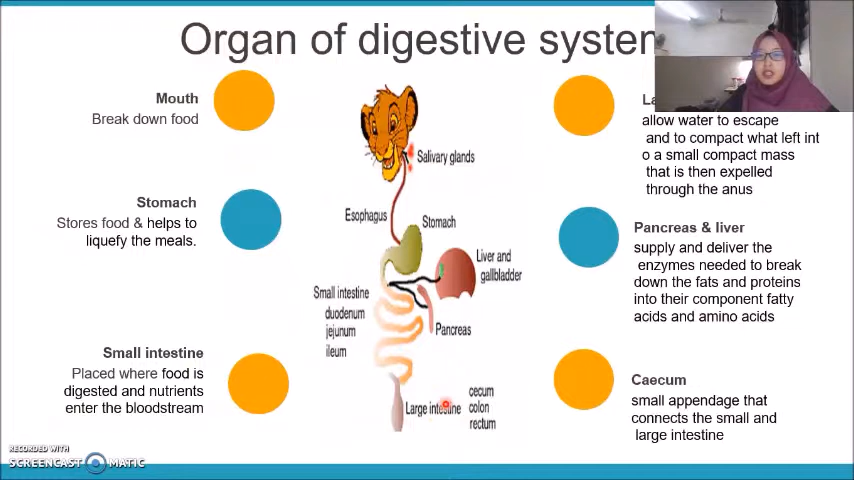 Organ of digestive system
Mouth
Break down food
Stomach
Stores food & helps to
liquefy the meals.
Small intestine
Placed where food is
digested and nutrients
enter the bloodstream
Salivary glands
Esophagus
Stomach
Liver and
gallbladder
Small intestine
duodenum
jejunum
ileum
Pancreas
Large intestine
cecum
colon
rectum
allow water to escape
and to compact what left int
o a small compact mass
that is then expelled
through the anus
Pancreas & liver
supply and deliver the
enzymes needed to break
down the fats and proteins
into their component fatty
acids and amino acids
Caecum
small appendage that
connects the small and
large intestine
RECORDED WITH
SCREENCAST MATIC